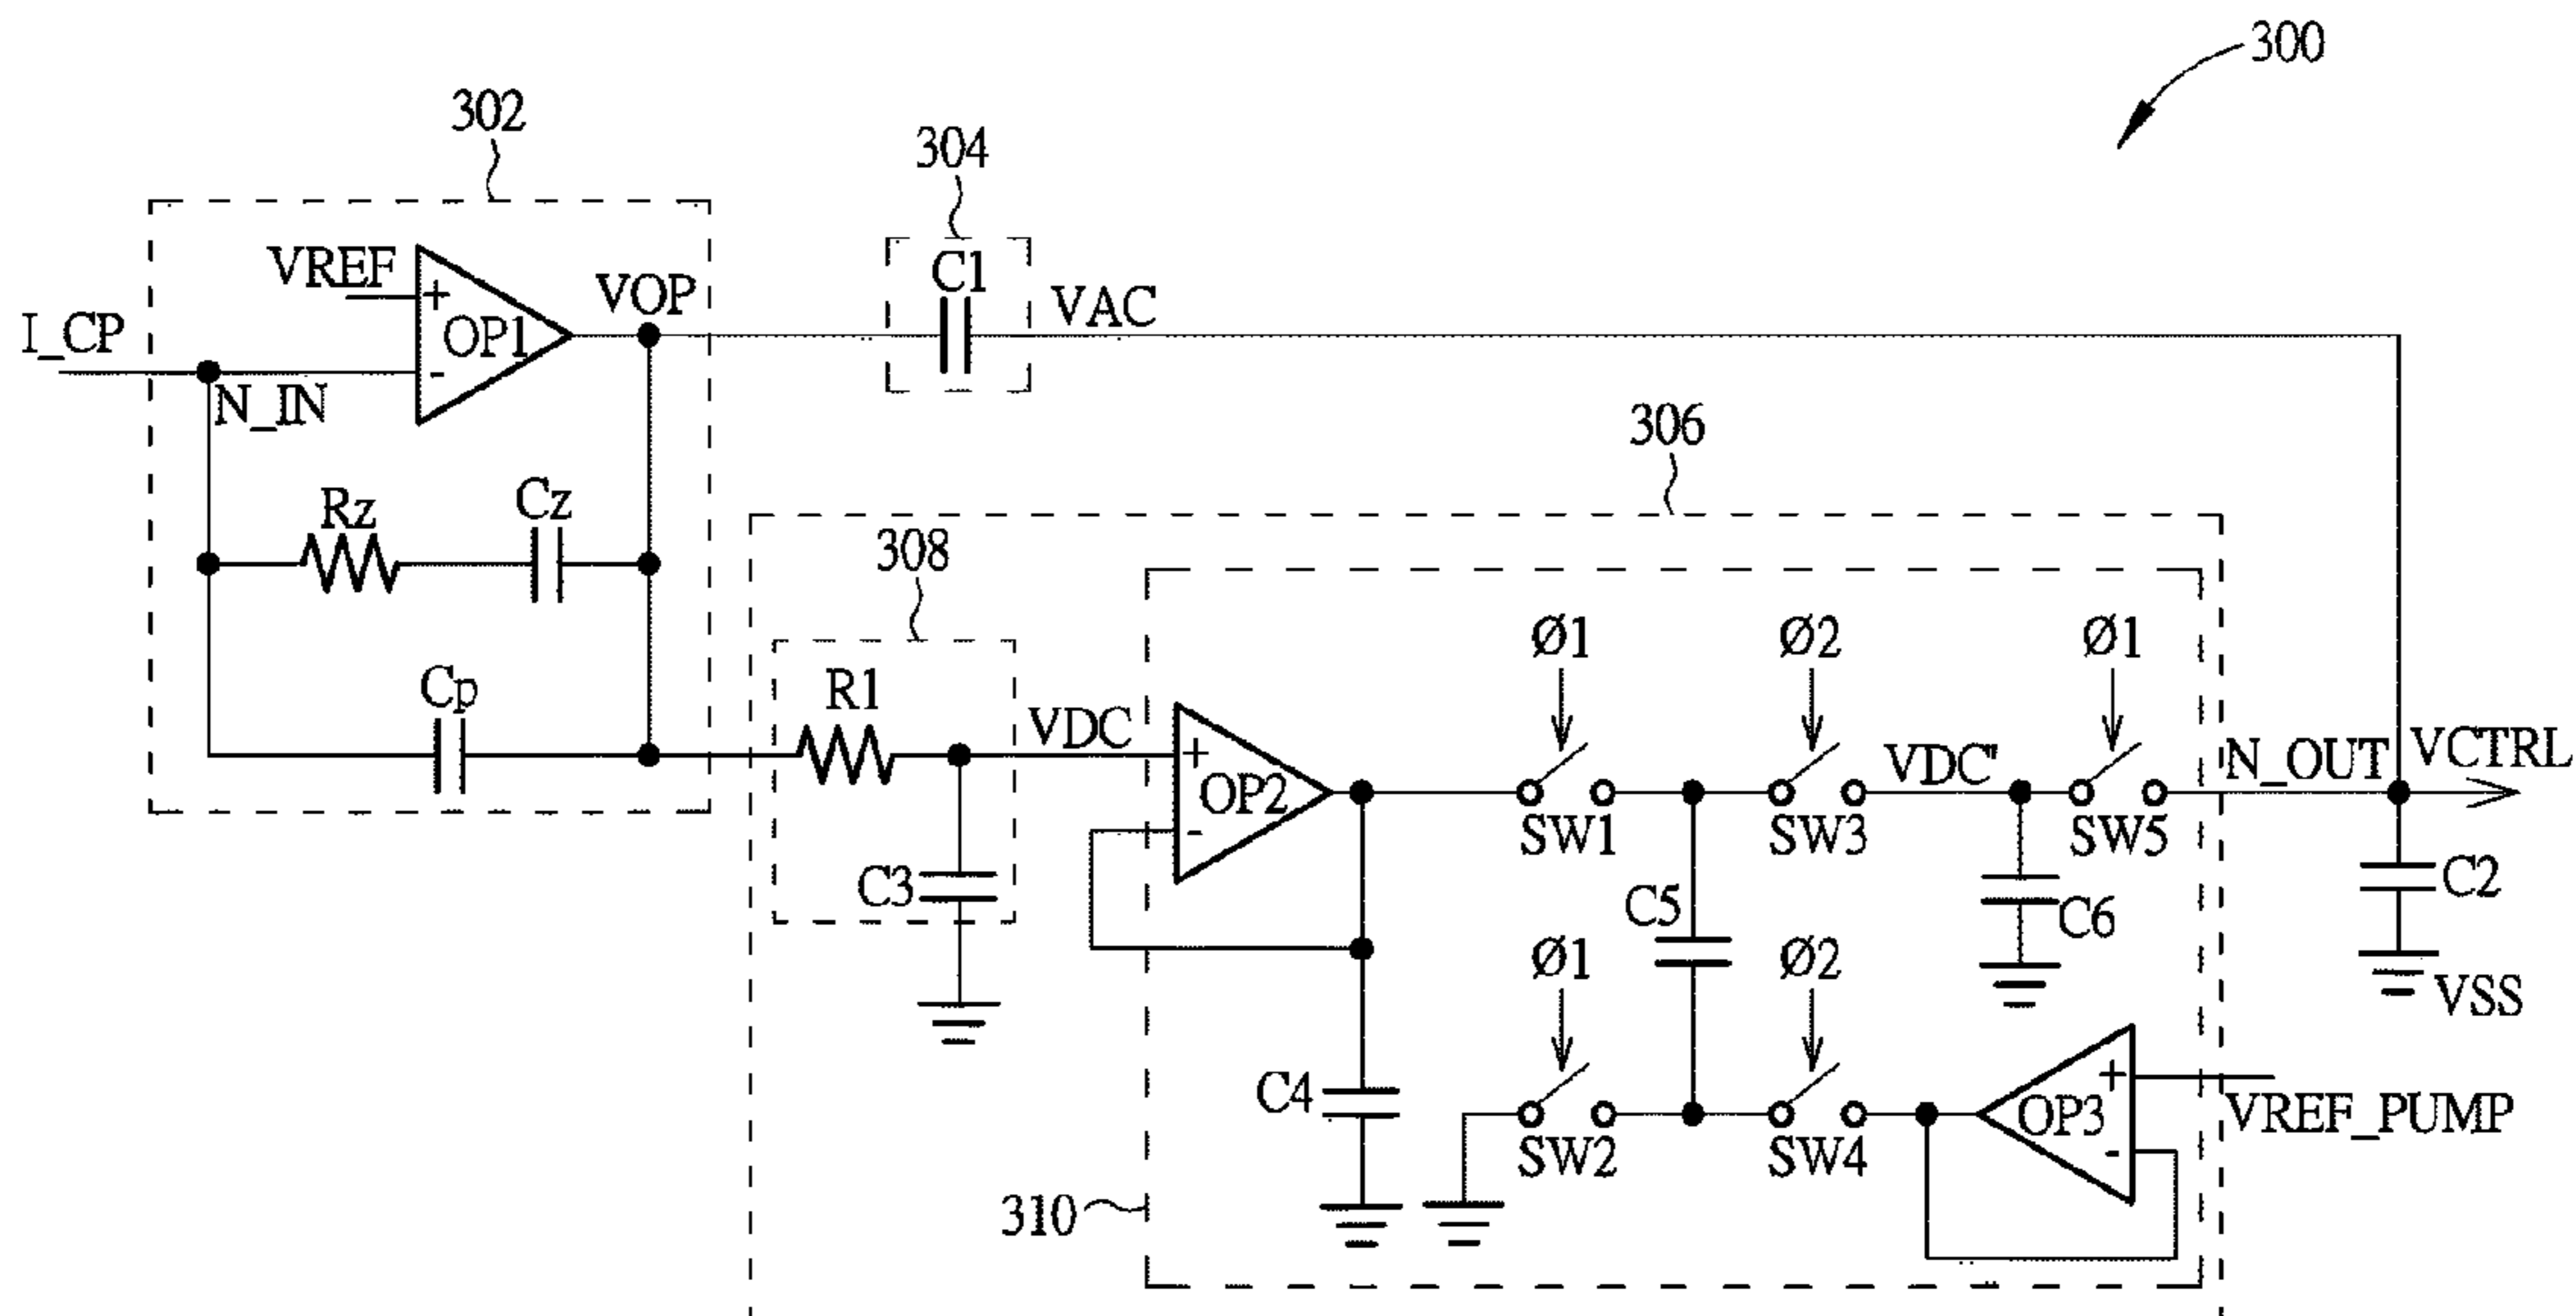 300
302
304
C1
VREF
+
OP1
-
VOP
VAC
I_CP
N_IN
306
Rz
Cz
308
Ø1
Ø2
Ø1
Cp
R1
VDC
+
OP2
-
VDC'
N_OUT
VCTRL
SW1
SW3
SW5
C3
C5
C6
C2
Ø1
Ø2
VSS
C4
+
OP3
-
VREF_PUMP
SW2
SW4
310